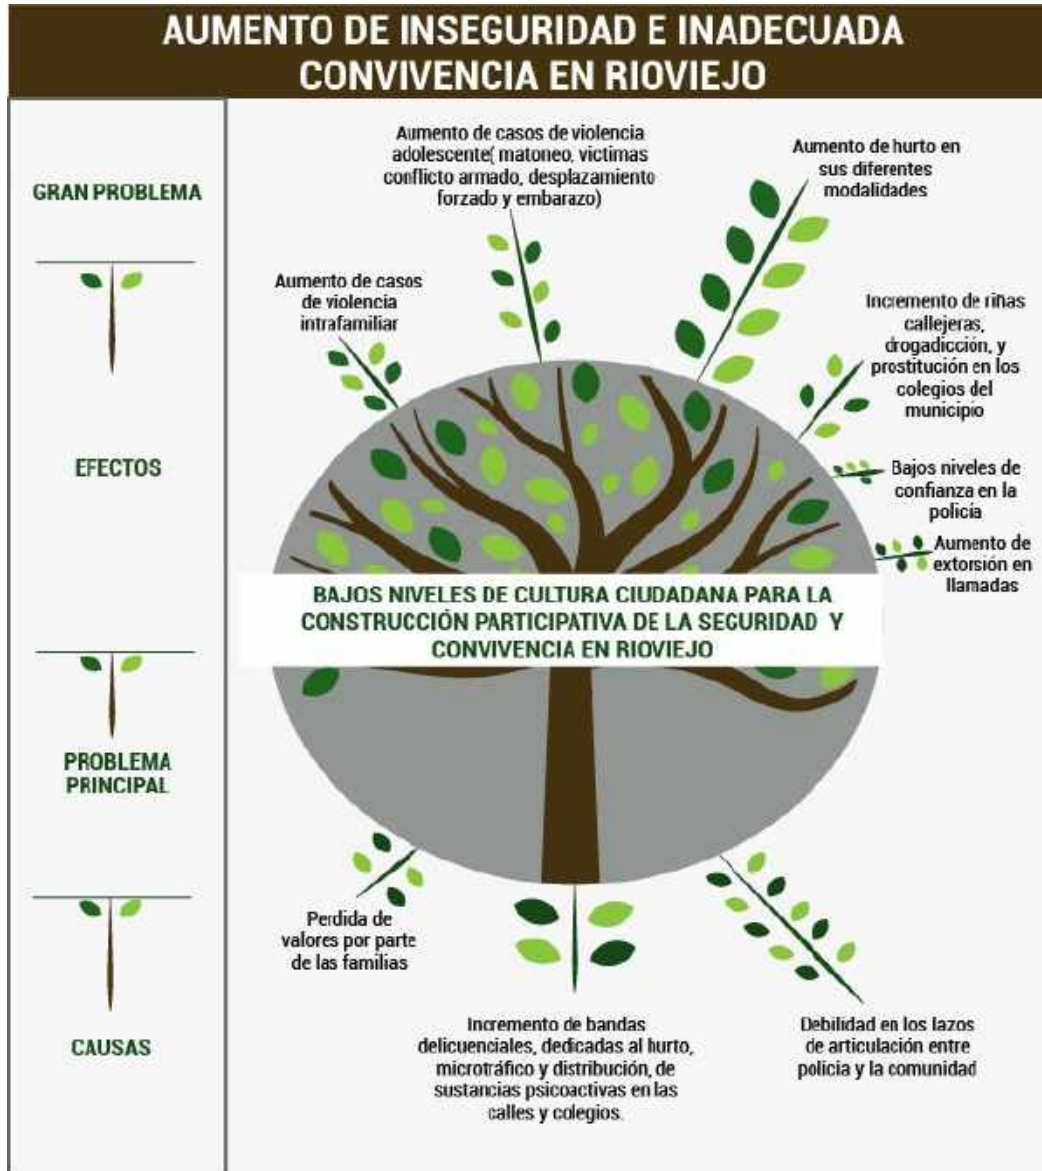 AUMENTO DE INSEGURIDAD E INADECUADA
CONVIVENCIA EN RIOVIEJO
GRAN PROBLEMA
EFECTOS
PROBLEMA
PRINCIPAL
CAUSAS
Aumento de casos de violencia
adolescente( matoneo, victimas
conflicto armado, desplazamiento
forzado y embarazo)
Aumento de hurto en
sus diferentes
modalidades
Aumento de casos
de violencia
intrafamiliar
Incremento de riñas
callejeras,
drogadicción, y
prostitución en los
colegios del
municipio
Bajos niveles de
confianza en la
policía
Aumento de
extorsión en
llamadas
BAJOS NIVELES DE CULTURA CIUDADANA PARA LA
CONSTRUCCIÓN PARTICIPATIVA DE LA SEGURIDAD Y
CONVIVENCIA EN RIOVIEJO
Perdida de
valores por parte
de las familias
Incremento de bandas
delicuenciales, dedicadas al hurto,
microtráfico y distribución, de
sustancias psicoactivas en las
calles y colegios.
Debilidad en los lazos
de articulación entre
policia y la comunidad